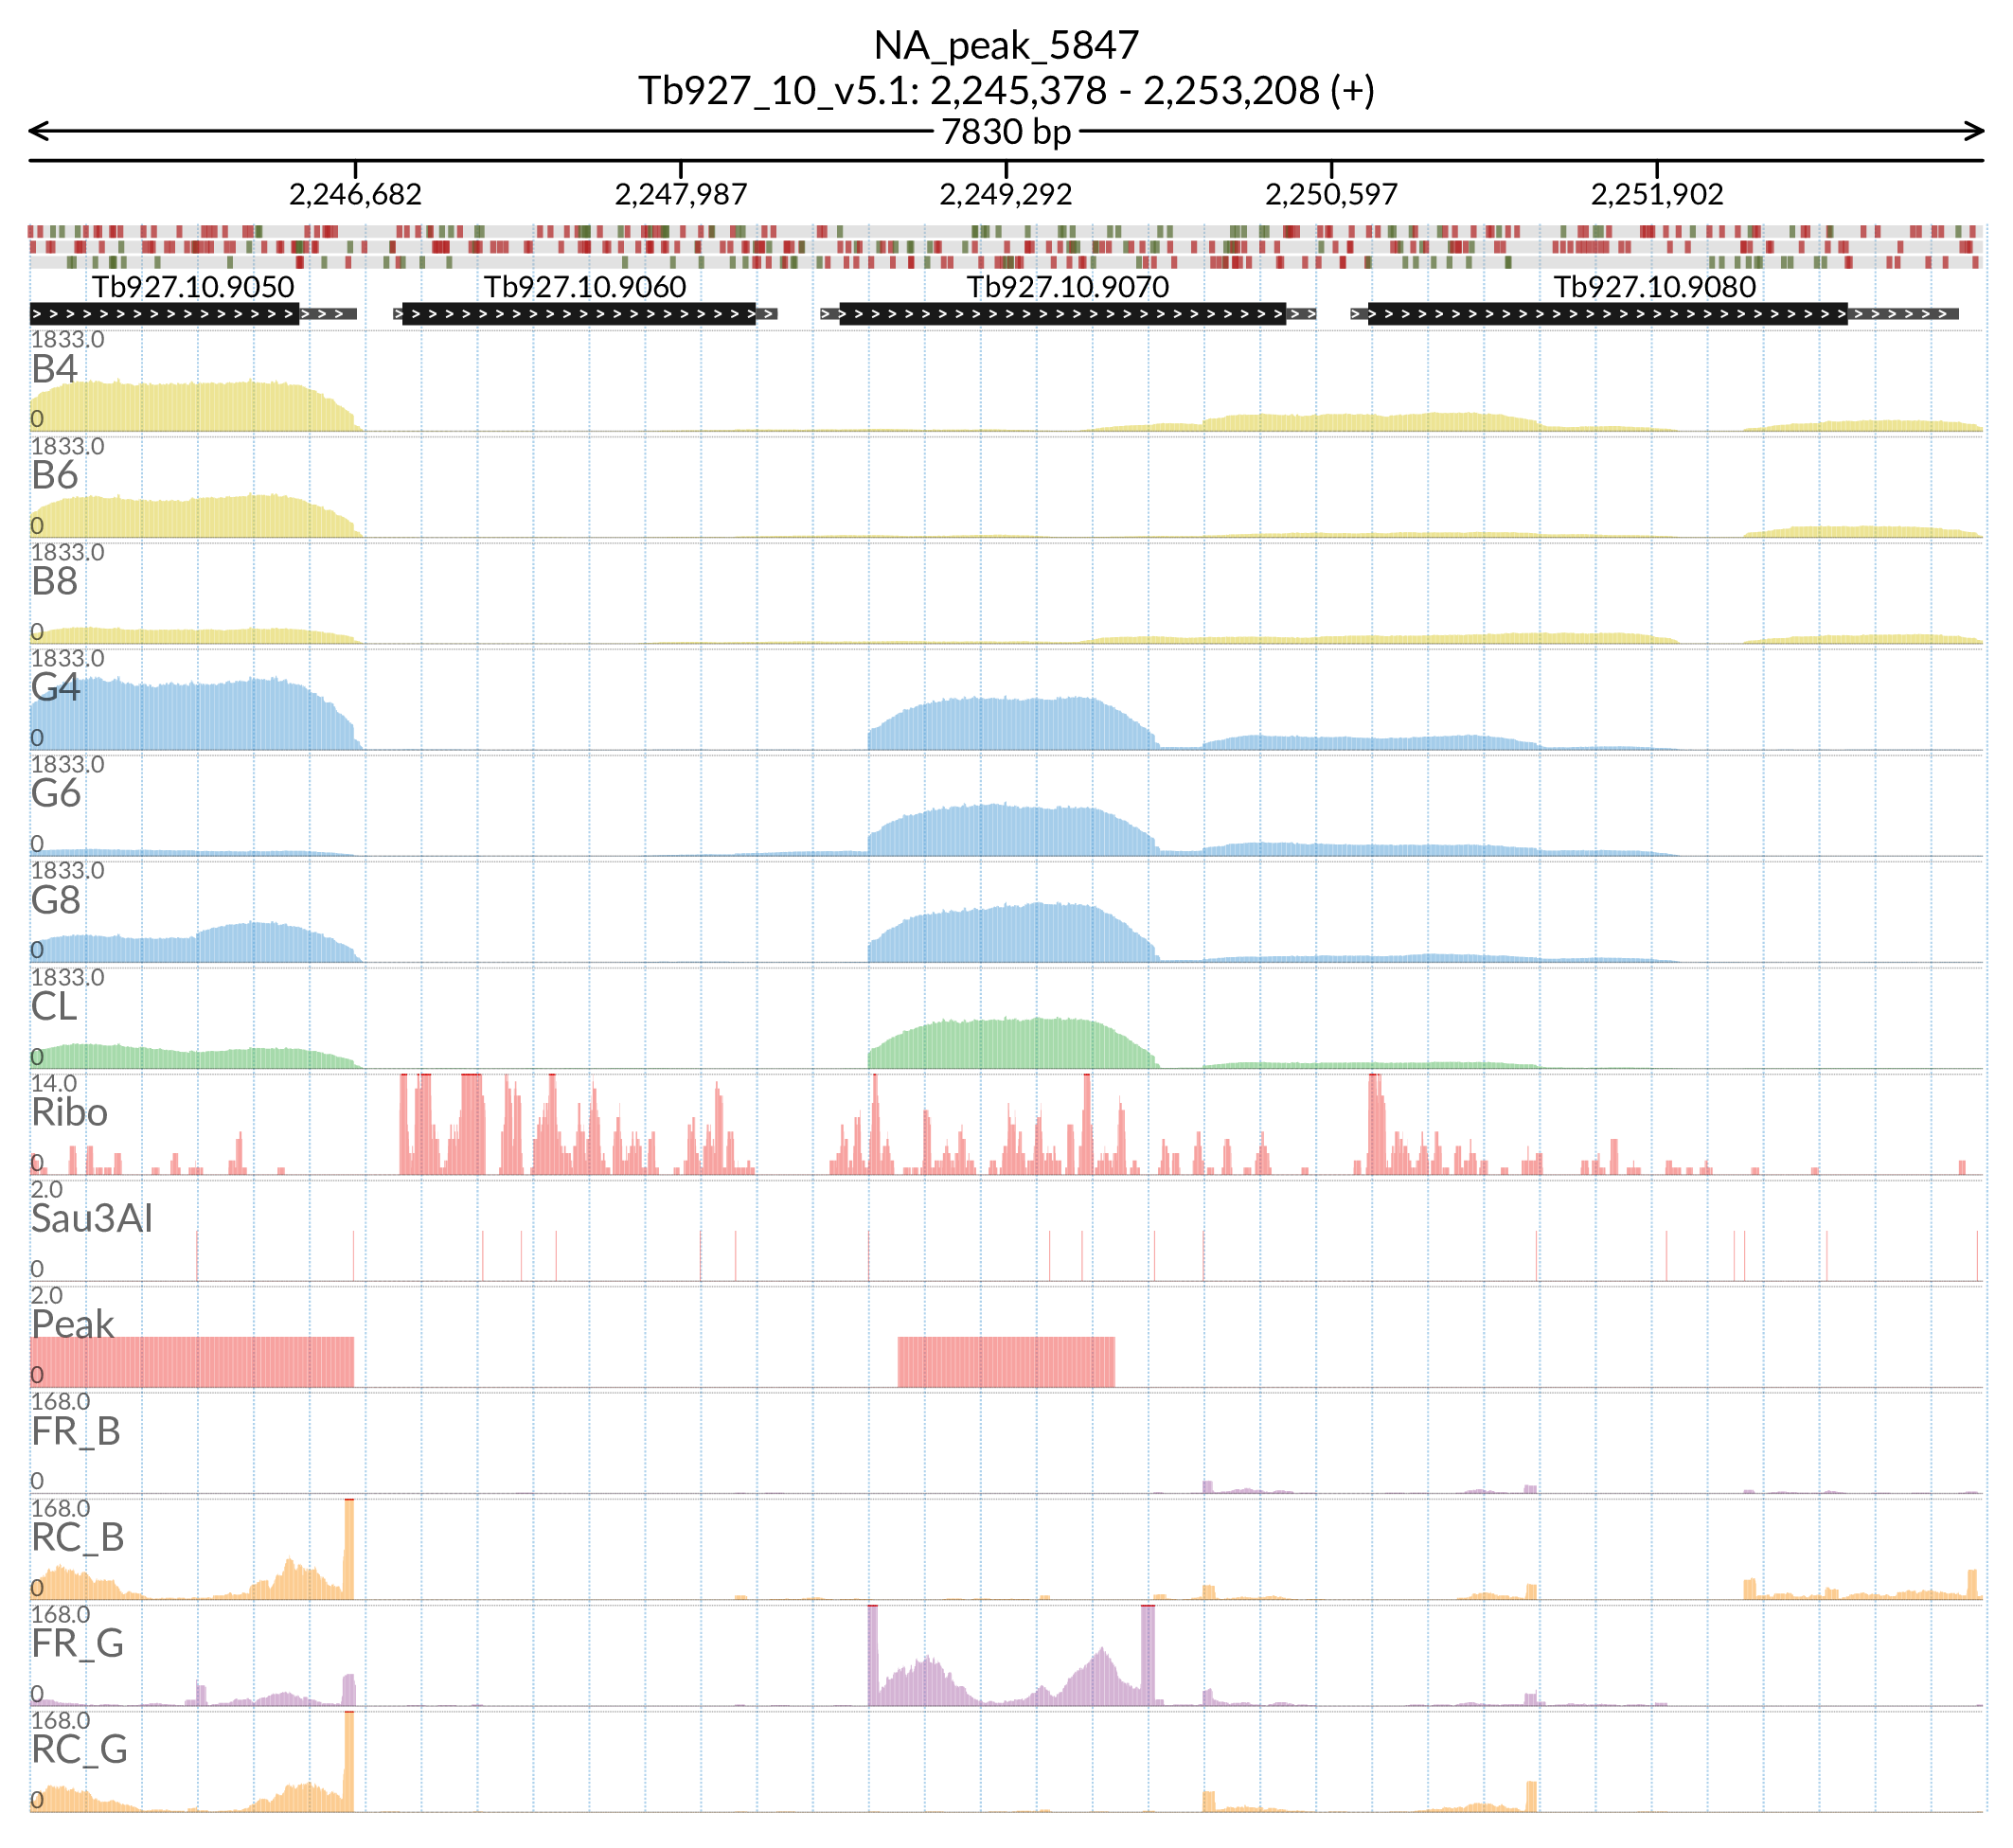 NA_peak_5847
Tb927_10_v5.1: 2,245,378 - 2,253,208 (+)
7830 bp
2,246,682 2,247,987 2,249,292 2,250,597 2,251,902
Tb927.10.9050 Tb927.10.9060 Tb927.10.9070 Tb927.10.9080
1833.0
B4
0
1833.0
B6
0
1833.0
B8
0
1833.0
G4
0
1833.0
G6
0
1833.0
G8
0
1833.0
CL
0
14.0
Ribo
0
2.0
Sau3AI
0
2.0
Peak
0
168.0
FR_B
0
168.0
RC_B
0
168.0
FR_G
0
168.0
RC_G
0